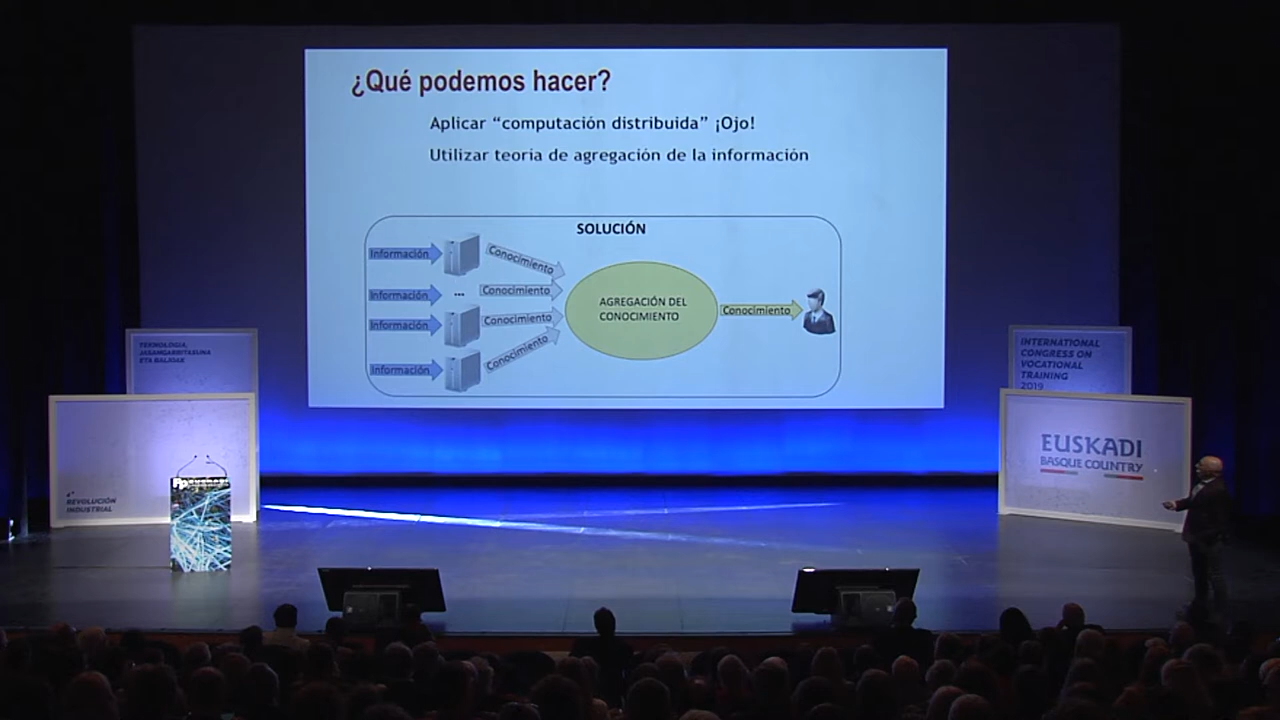 ¿Qué podemos hacer?
Aplicar “computación distribuida” ¡Ojo!
Utilizar teoria de agregación de la información
SOLUCIÓN
Información
Conocimiento
Información
...
Conocimiento
Información
Conocimiento
Información
Conocimiento
AGREGACIÓN DEL
CONOCIMIENTO
Conocimiento
TEKNOLOGIA,
JASANGARRITASUNA
ETA BALIOAK
REVOLUCIÓN
INDUSTRIAL
INTERNATIONAL
CONGRESS ON
VOCATIONAL
TRAINING
2019
EUSKADI
BASQUE COUNTRY